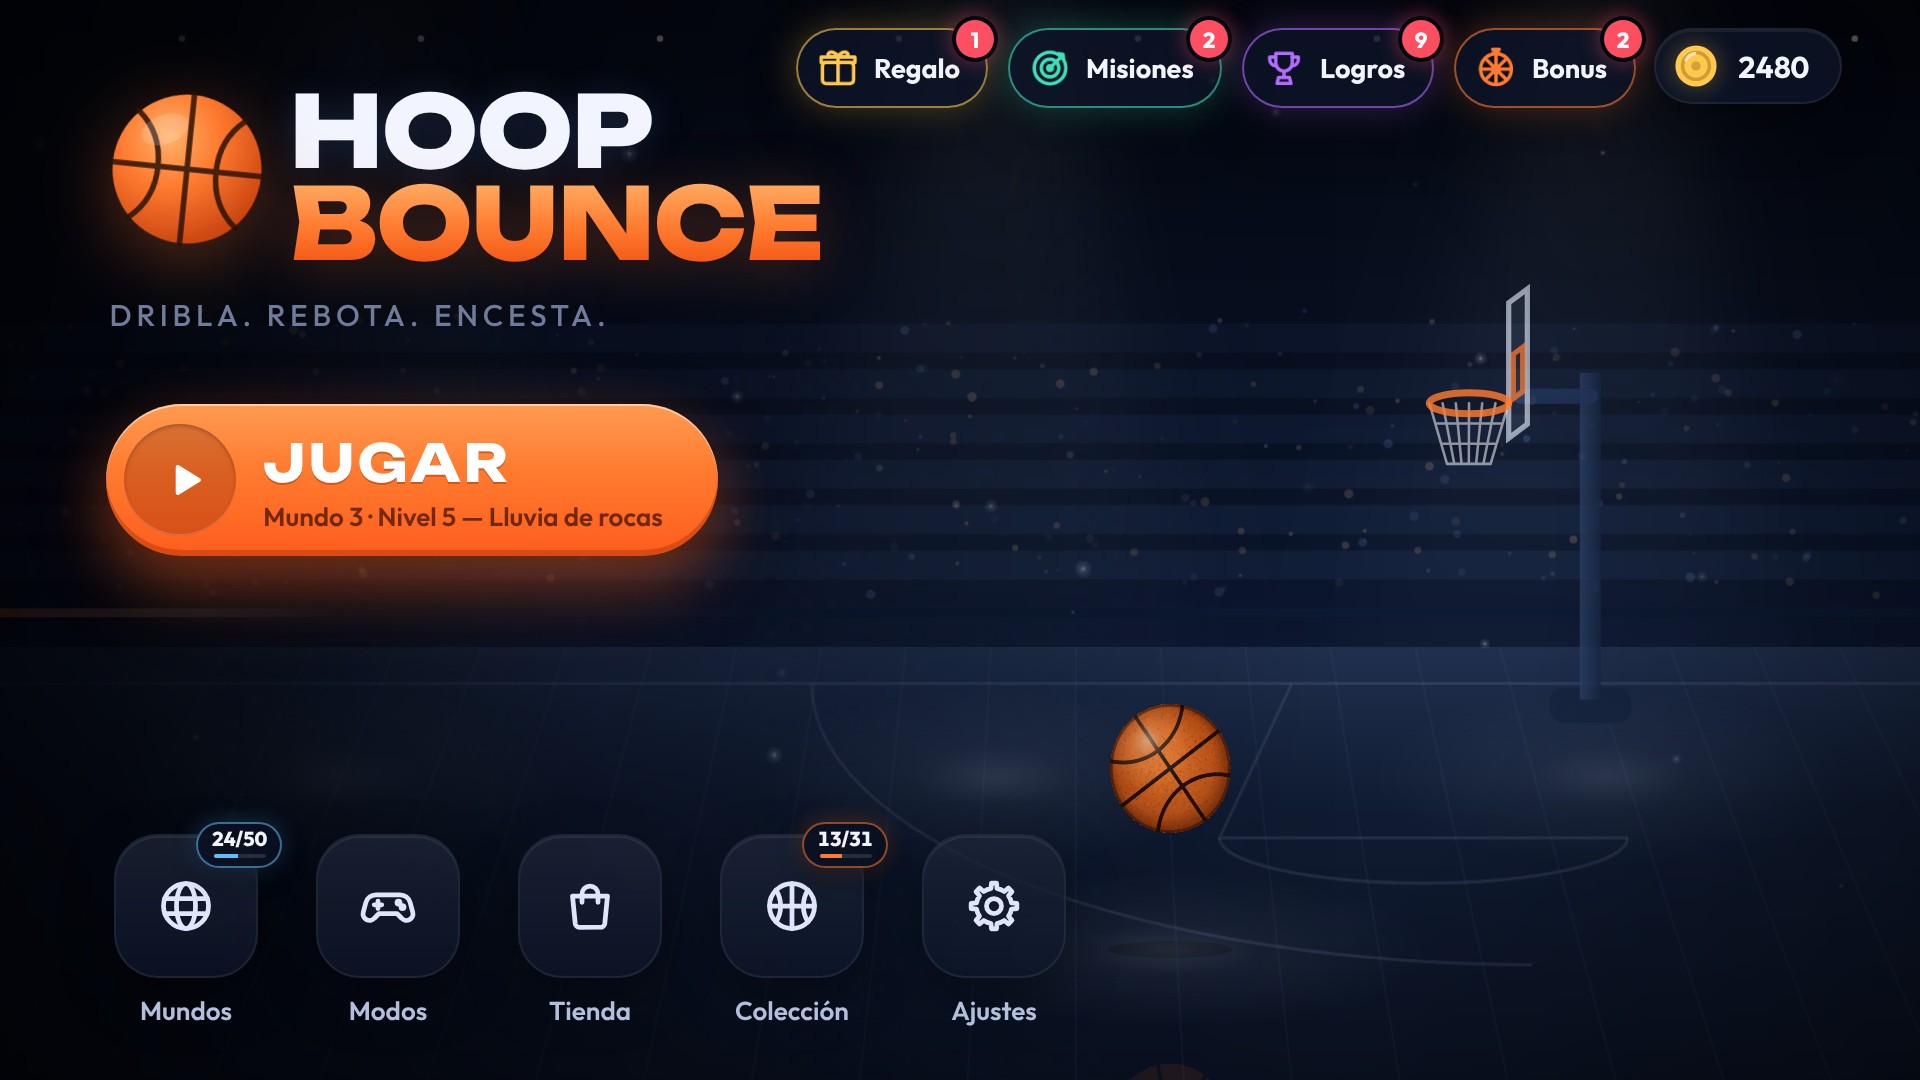 Regalo 1
Misiones 2
Logros 9
Bonus 2
2480
HOOP
BOUNCE
DRIBLA. REBOTA. ENCESTA.
JUGAR
Mundo 3 · Nivel 5 — Lluvia de rocas
24/50
13/31
Mundos
Modos
Tienda
Colección
Ajustes